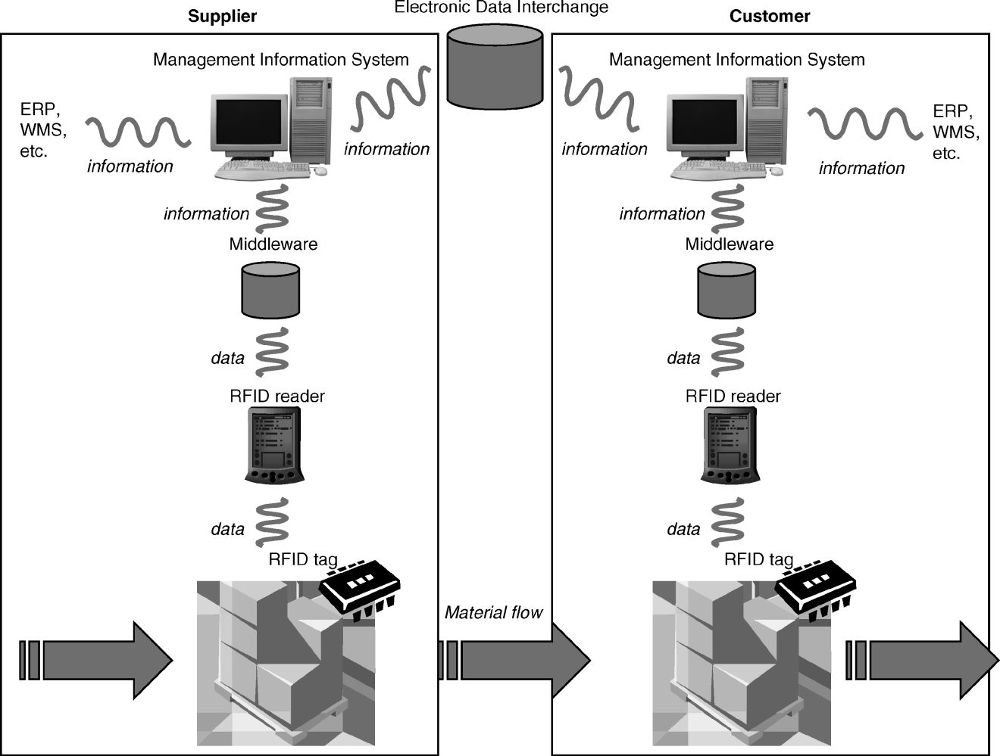 Electronic Data Interchange
Supplier
Customer
Management Information System
Management Information System
ERP,
WMS,
etc.
information
information
information
information
ERP,
WMS,
etc.
information
information
Middleware
Middleware
data
data
RFID reader
RFID reader
data
data
RFID tag
RFID tag
Material flow